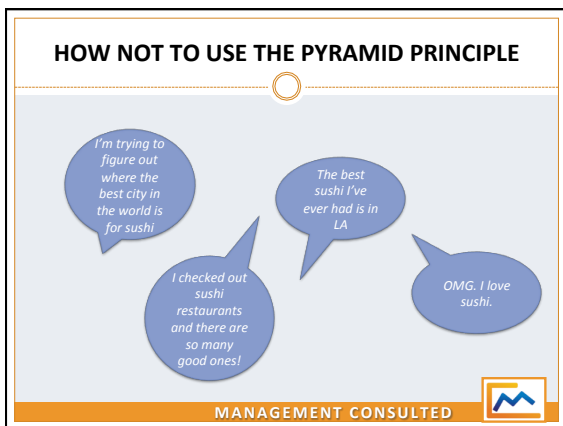 HOW NOT TO USE THE PYRAMID PRINCIPLE
I'm trying to
figure out
where the
best city in
the world is
for sushi
The best
sushi I've
ever had is in
LA
I checked out
sushi
restaurants
and there are
so many
good ones!
OMG. I love
sushi.
MANAGEMENT CONSULTED